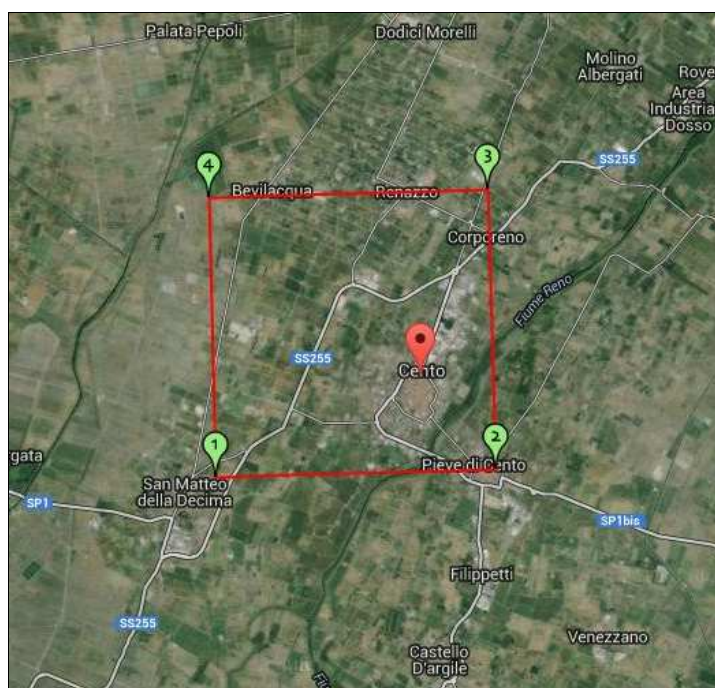 Palata Pepoli
Dodici Morelli
Molino
Albergati
Rove
Area
Industria
Dosso
SS255
4
3
Bevilacqua
Renazzo
Corporeno
Fiume Reno
SS255
Cento
1
2
gata
San Matteo
della Decima
Pieve di Cento
SP1
SP1bis
Filippetti
SS255
Venezzano
Castello
D'argile
Fiu